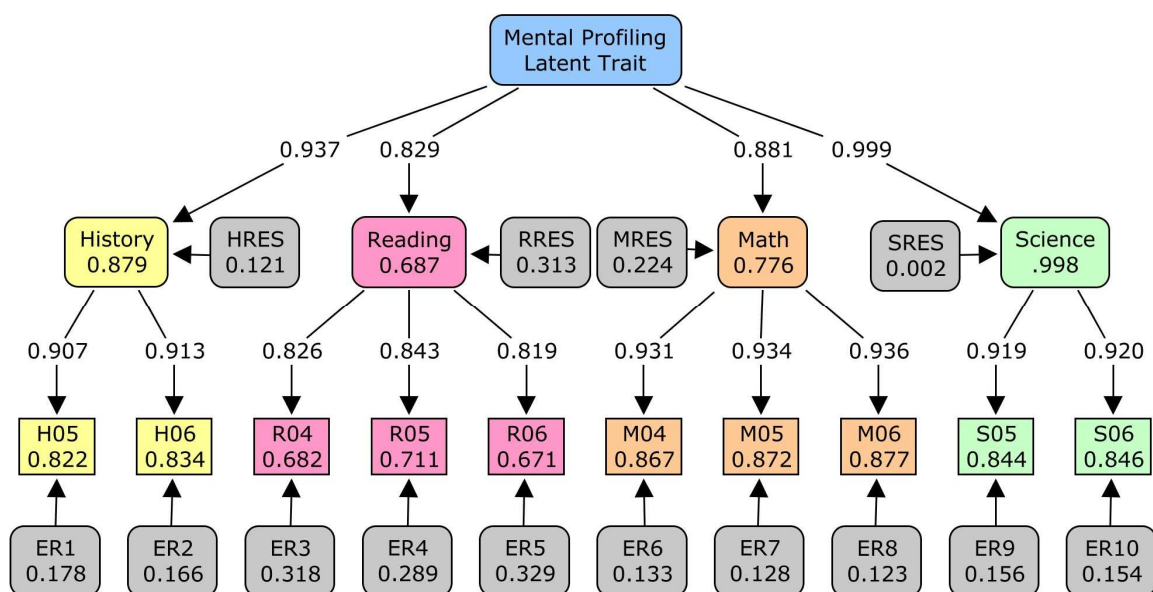 Mental Profiling
Latent Trait
0.937
0.829
0.881
0.999
History
0.879
HRES
0.121
Reading
0.687
RRES
0.313
MRES
0.224
Math
0.776
SRES
0.002
Science
.998
0.907
0.913
0.826
0.843
0.819
0.931
0.934
0.936
0.919
0.920
H05
0.822
H06
0.834
R04
0.682
R05
0.711
R06
0.671
M04
0.867
M05
0.872
M06
0.877
S05
0.844
S06
0.846
ER1
0.178
ER2
0.166
ER3
0.318
ER4
0.289
ER5
0.329
ER6
0.133
ER7
0.128
ER8
0.123
ER9
0.156
ER10
0.154